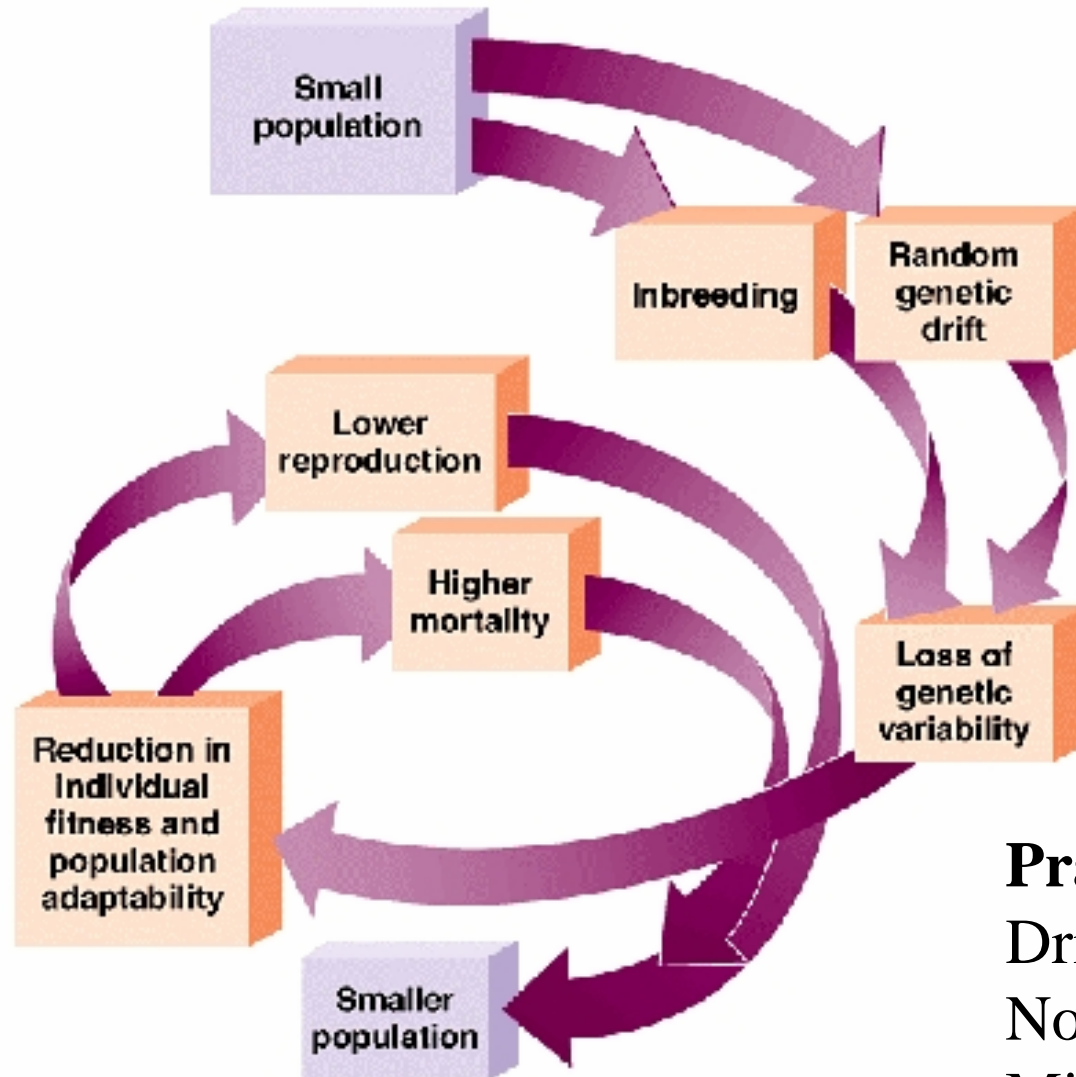 Small
population
Inbreeding
Random
genetic
drift
Lower
reproduction
Higher
mortality
Loss of
genetic
variability
Reduction in
individual
fitness and
population
adaptability
Smaller
population